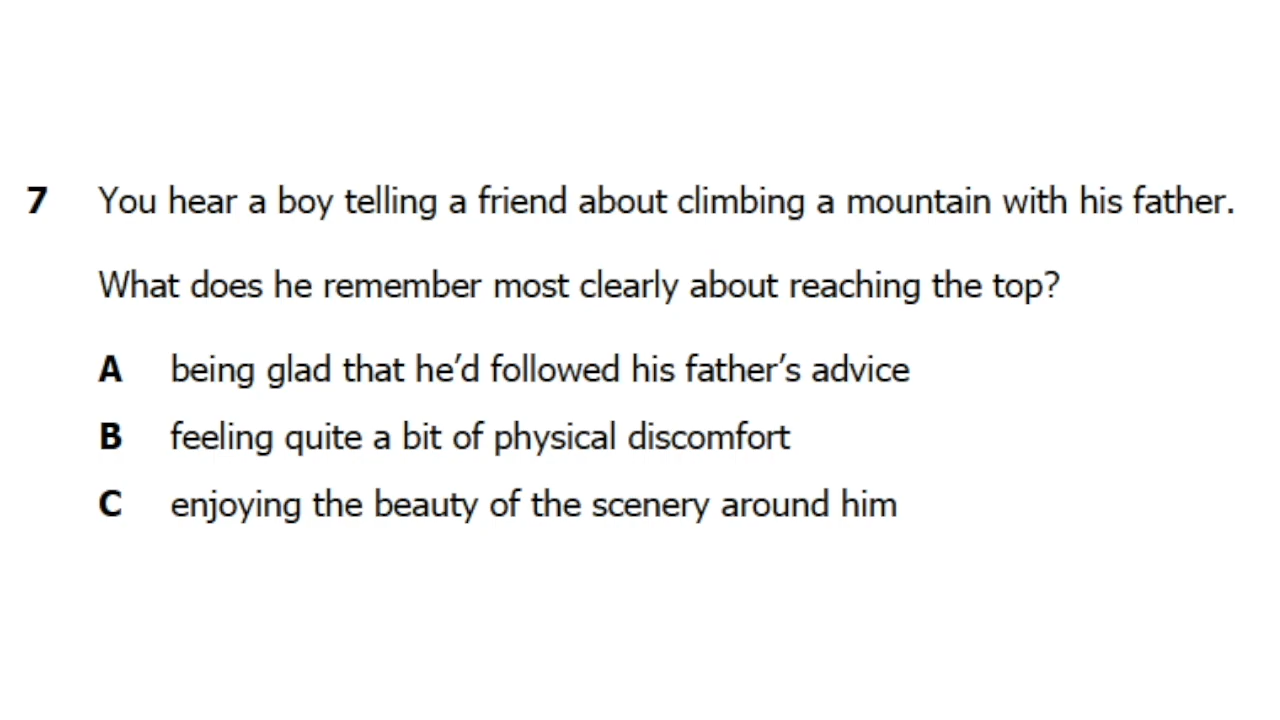 7 You hear a boy telling a friend about climbing a mountain with his father.
What does he remember most clearly about reaching the top?
A being glad that he’d followed his father’s advice
B feeling quite a bit of physical discomfort
C enjoying the beauty of the scenery around him